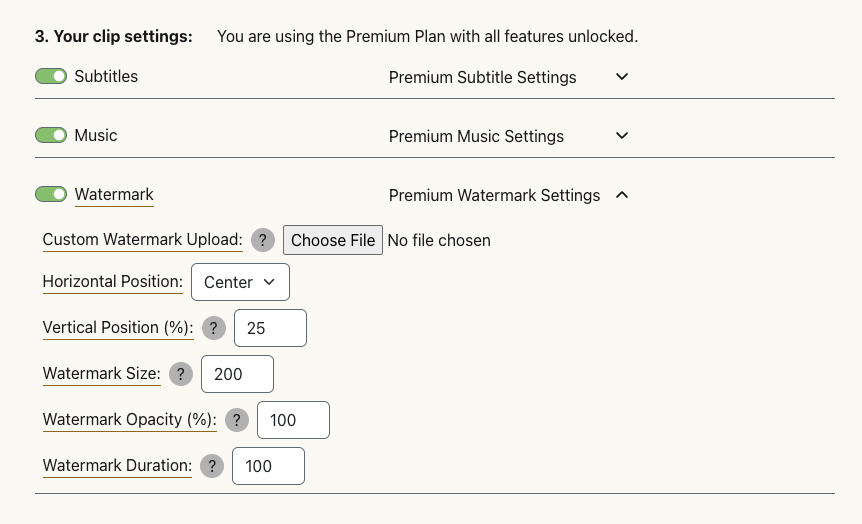 3. Your clip settings: You are using the Premium Plan with all features unlocked.
Subtitles Premium Subtitle Settings
Music Premium Music Settings
Watermark Premium Watermark Settings
Custom Watermark Upload: ? Choose File No file chosen
Horizontal Position: Center
Vertical Position (%): ? 25
Watermark Size: ? 200
Watermark Opacity (%): ? 100
Watermark Duration: ? 100